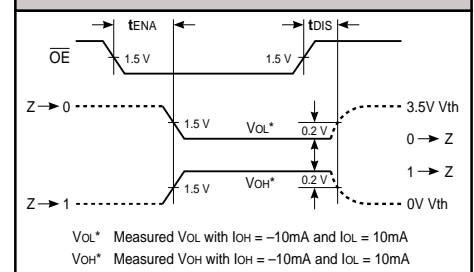 tENA
tDIS
OE
1.5 V
1.5 V
Z → 0
3.5V Vth
1.5 V
VOL*
0.2 V
0 → Z
1 → Z
VOH*
0.2 V
1.5 V
Z → 1
0V Vth
VOL* Measured VOL with IOH = –10mA and IOL = 10mA
VOH* Measured VOH with IOH = –10mA and IOL = 10mA